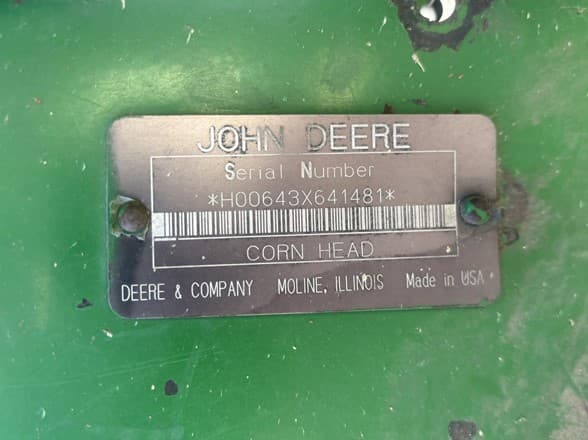 JOHN DEERE
Serial Number
*H00643X641481*
CORN HEAD
DEERE & COMPANY MOLINE, ILLINOIS Made in USA